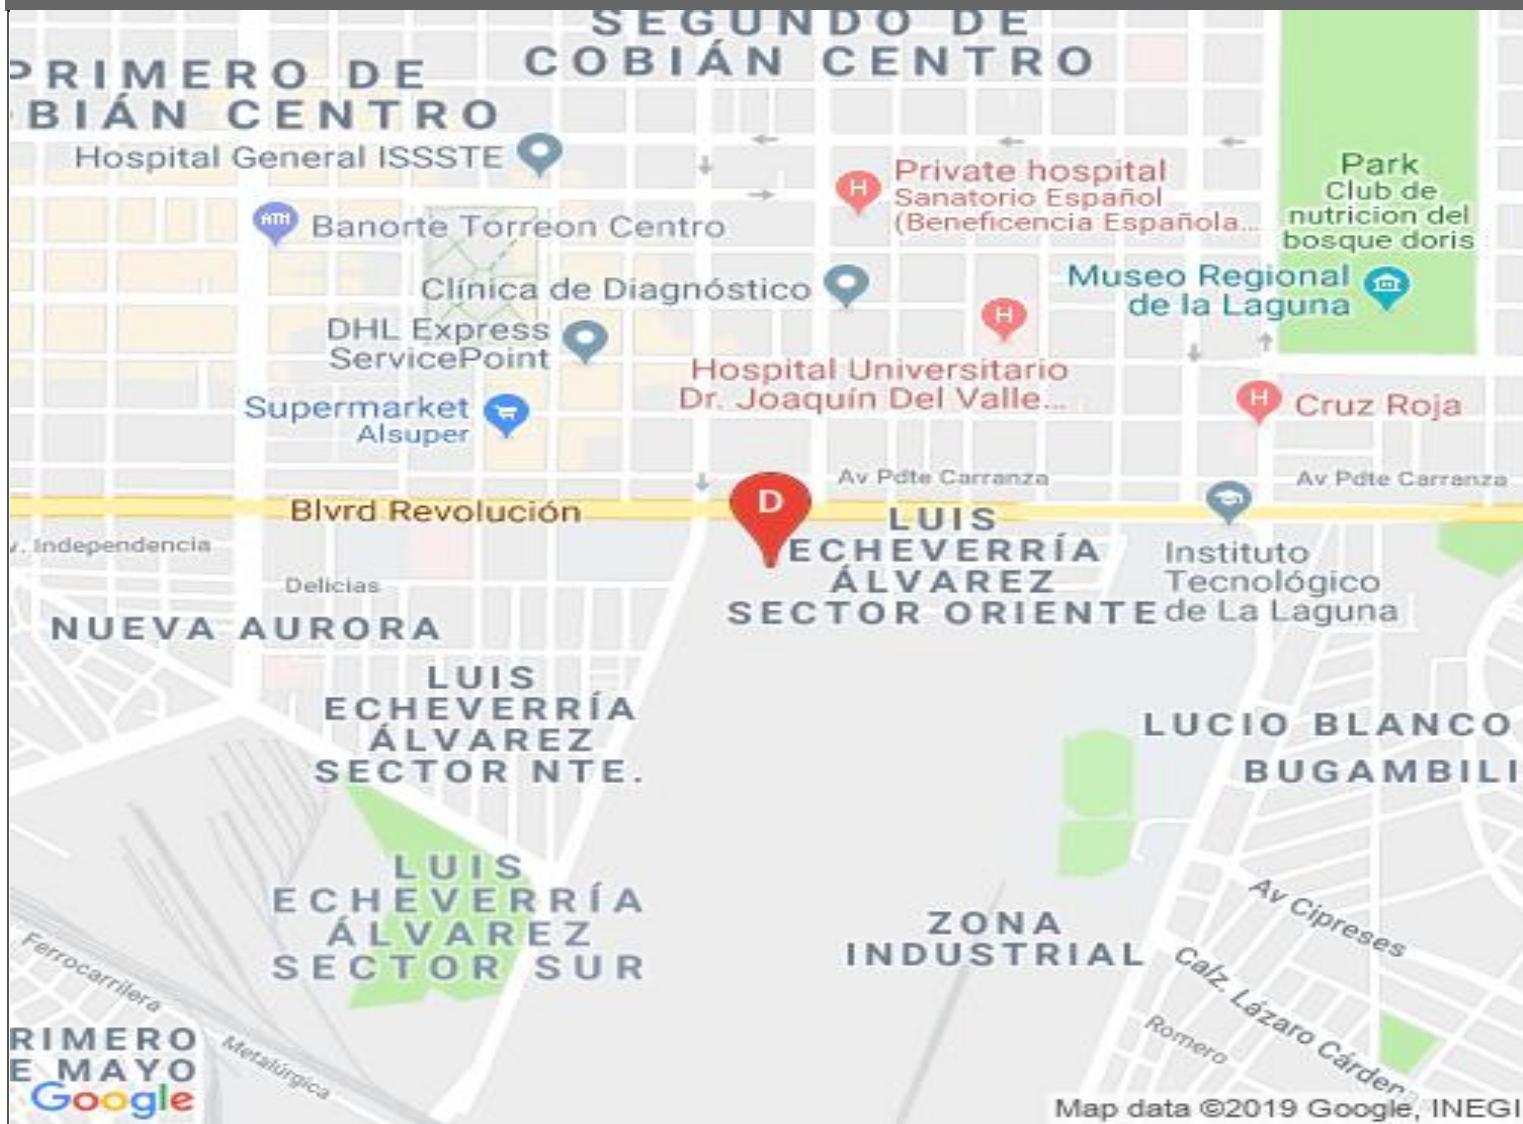 SEGUNDO DE
COBIÁN CENTRO
PRIMERO DE
BIÁN CENTRO
Hospital General ISSSTE
Private hospital
Sanatorio Español
(Beneficencia Española...
Park
Club de
nutricion del
bosque doris
ATM
Banorte Torreon Centro
Clínica de Diagnóstico
Museo Regional
de la Laguna
DHL Express
ServicePoint
H
H
Hospital Universitario
Dr. Joaquín Del Valle...
Supermarket
Alsuper
H
Cruz Roja
Av Pdte Carranza
Av Pdte Carranza
D
Blvrd Revolución
LUIS
ECHEVERRÍA
ÁLVAREZ
SECTOR ORIENTE
v. Independencia
Delicias
Instituto
Tecnológico
de La Laguna
NUEVA AURORA
LUIS
ECHEVERRÍA
ÁLVAREZ
SECTOR NTE.
LUCIO BLANCO
BUGAMBILI
LUIS
ECHEVERRÍA
ÁLVAREZ
SECTOR SUR
ZONA
INDUSTRIAL
Av Cipreses
Calz. Lázaro Cárden
Romero
Ferrocarrilera
Metalúrgica
RIMERO
E MAYO
Google
Map data ©2019 Google, INEGI